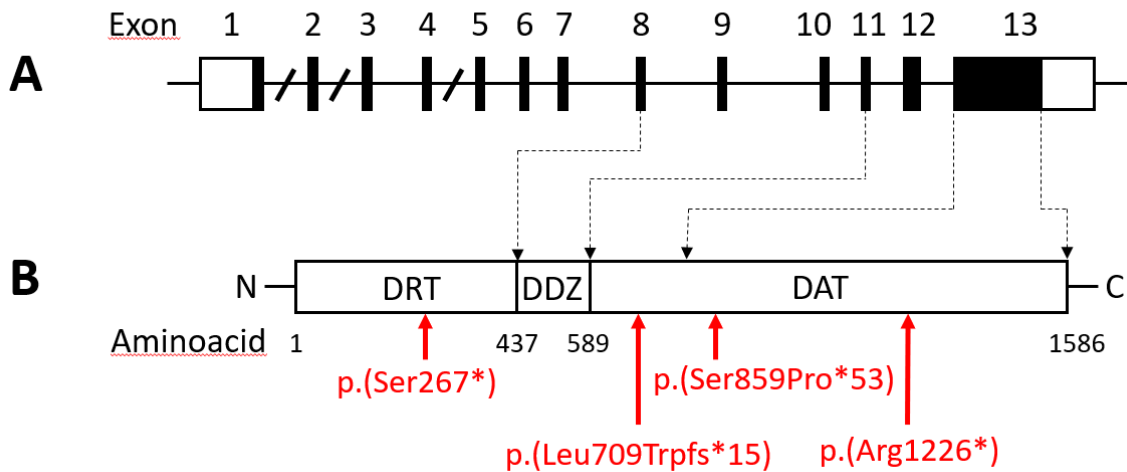 Exon 1 2 3 4 5 6 7 8 9 10 11 12 13
A
B N DRT DDZ DAT C
Aminoacid 1 437 589 1586
p.(Ser267*) p.(Ser859Pro*53)
p.(Leu709Trpfs*15) p.(Arg1226*)